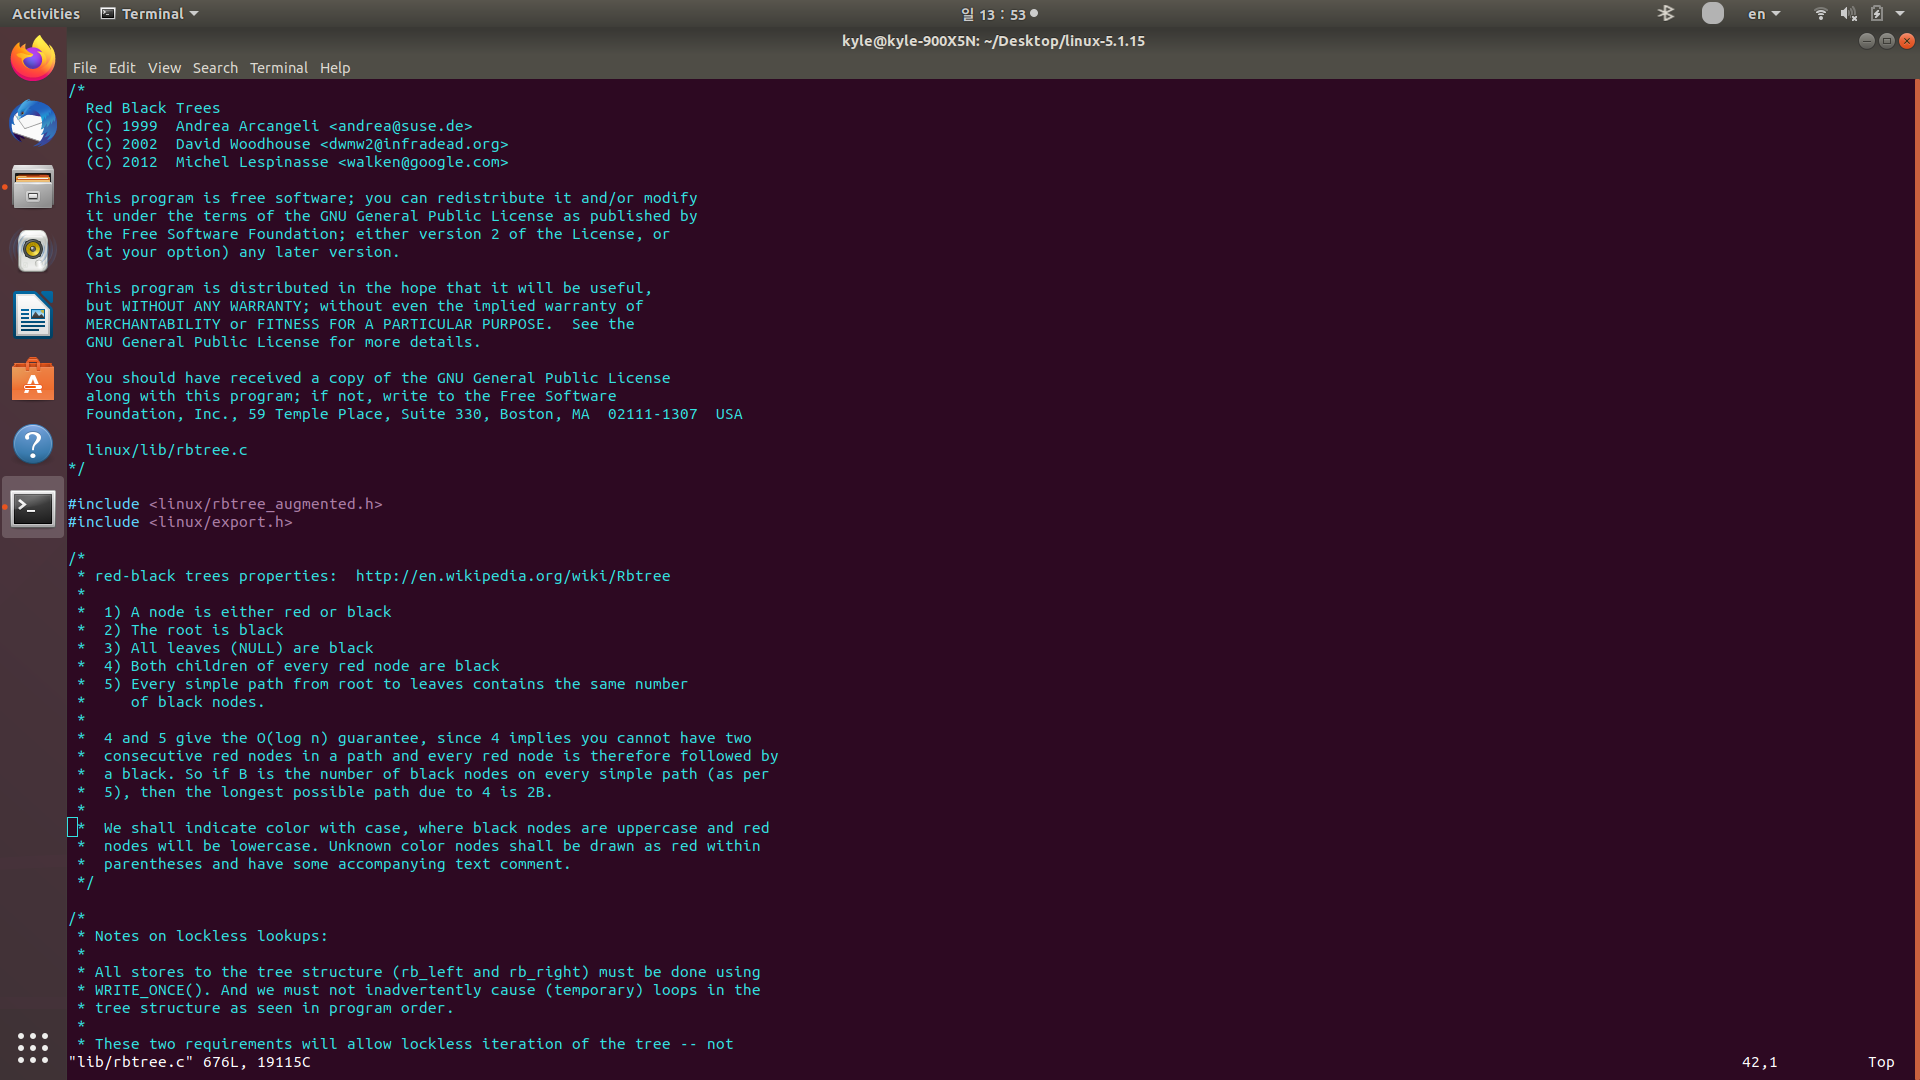 Activities Terminal 일 13 : 53 en
kyle@kyle-900X5N: ~/Desktop/linux-5.1.15
File Edit View Search Terminal Help
/*
  Red Black Trees
  (C) 1999  Andrea Arcangeli <andrea@suse.de>
  (C) 2002  David Woodhouse <dwmw2@infradead.org>
  (C) 2012  Michel Lespinasse <walken@google.com>

  This program is free software; you can redistribute it and/or modify
  it under the terms of the GNU General Public License as published by
  the Free Software Foundation; either version 2 of the License, or
  (at your option) any later version.

  This program is distributed in the hope that it will be useful,
  but WITHOUT ANY WARRANTY; without even the implied warranty of
  MERCHANTABILITY or FITNESS FOR A PARTICULAR PURPOSE.  See the
  GNU General Public License for more details.

  You should have received a copy of the GNU General Public License
  along with this program; if not, write to the Free Software
  Foundation, Inc., 59 Temple Place, Suite 330, Boston, MA  02111-1307  USA

  linux/lib/rbtree.c
*/

#include <linux/rbtree_augmented.h>
#include <linux/export.h>

/*
 * red-black trees properties:  http://en.wikipedia.org/wiki/Rbtree
 *
 *  1) A node is either red or black
 *  2) The root is black
 *  3) All leaves (NULL) are black
 *  4) Both children of every red node are black
 *  5) Every simple path from root to leaves contains the same number
 *     of black nodes.
 *
 *  4 and 5 give the O(log n) guarantee, since 4 implies you cannot have two
 *  consecutive red nodes in a path and every red node is therefore followed by
 *  a black. So if B is the number of black nodes on every simple path (as per
 *  5), then the longest possible path due to 4 is 2B.
 *
 *  We shall indicate color with case, where black nodes are uppercase and red
 *  nodes will be lowercase. Unknown color nodes shall be drawn as red within
 *  parentheses and have some accompanying text comment.
 */

/*
 * Notes on lockless lookups:
 *
 * All stores to the tree structure (rb_left and rb_right) must be done using
 * WRITE_ONCE(). And we must not inadvertently cause (temporary) loops in the
 * tree structure as seen in program order.
 *
 * These two requirements will allow lockless iteration of the tree -- not
"lib/rbtree.c" 676L, 19115C 42,1 Top